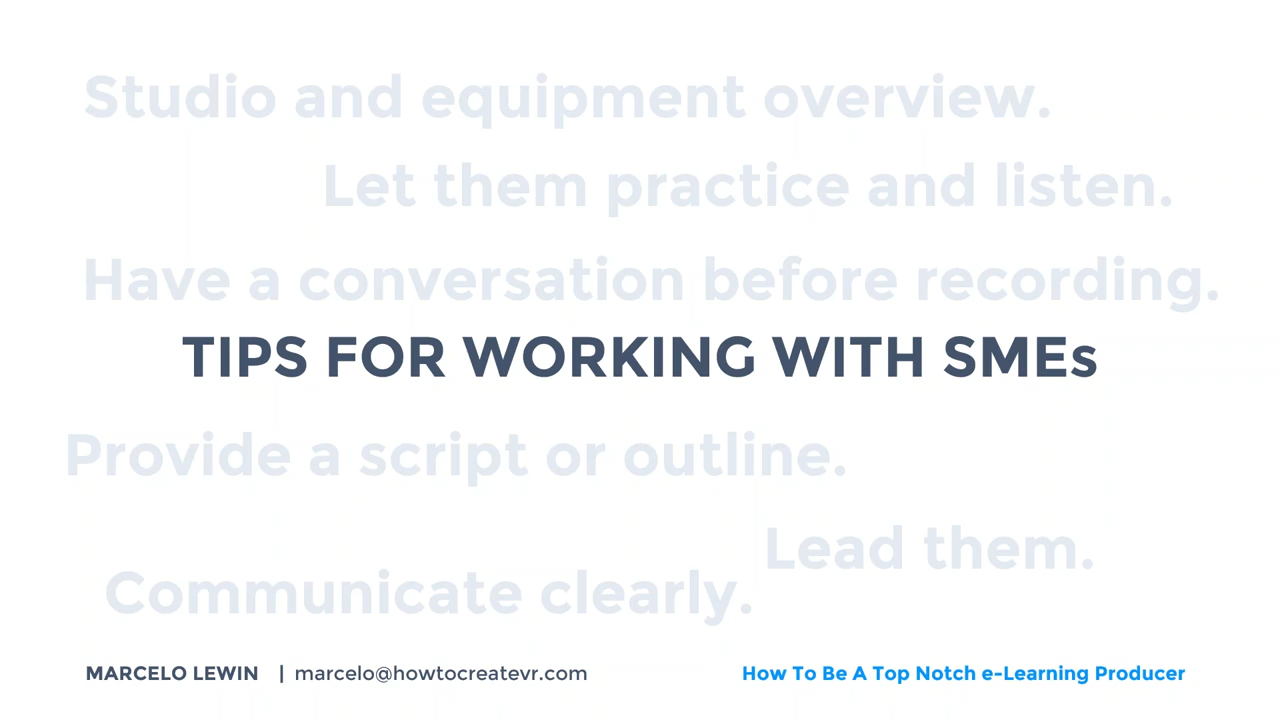 Studio and equipment overview.
Let them practice and listen.
Have a conversation before recording.
TIPS FOR WORKING WITH SMEs
Provide a script or outline.
Lead them.
Communicate clearly.
MARCELO LEWIN | marcelo@howtocreatevr.com
How To Be A Top Notch e-Learning Producer